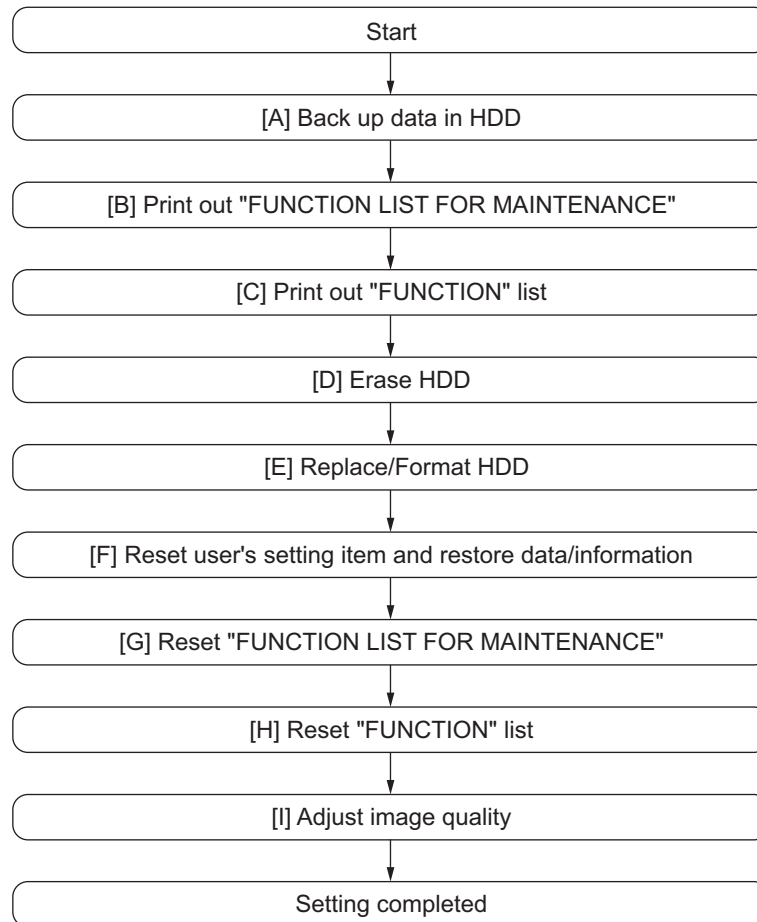 Start
[A] Back up data in HDD
[B] Print out "FUNCTION LIST FOR MAINTENANCE"
[C] Print out "FUNCTION" list
[D] Erase HDD
[E] Replace/Format HDD
[F] Reset user's setting item and restore data/information
[G] Reset "FUNCTION LIST FOR MAINTENANCE"
[H] Reset "FUNCTION" list
[I] Adjust image quality
Setting completed